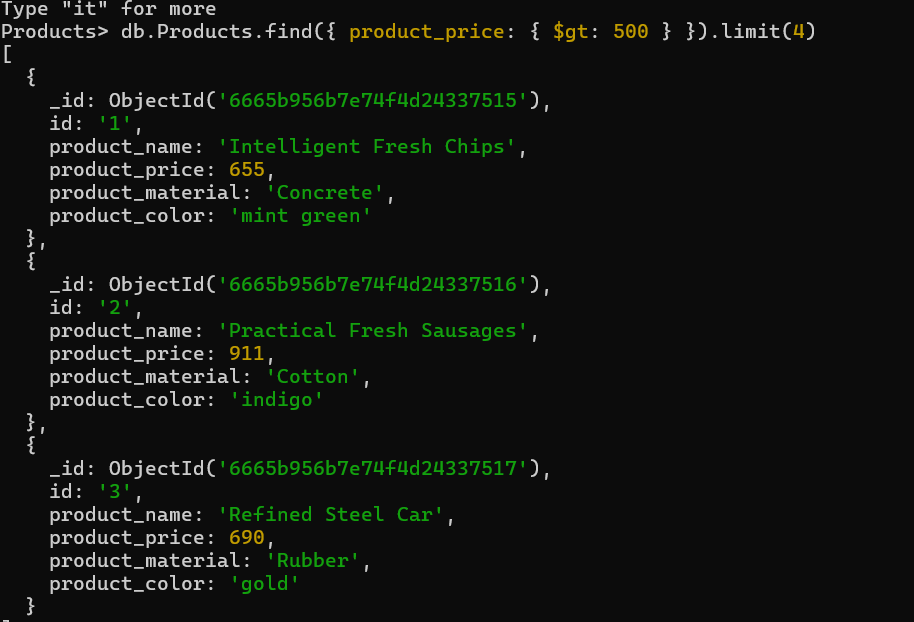 Type "it" for more
Products> db.Products.find({ product_price: { $gt: 500 } }).limit(4)
[
  {
    _id: ObjectId('6665b956b7e74f4d24337515'),
    id: '1',
    product_name: 'Intelligent Fresh Chips',
    product_price: 655,
    product_material: 'Concrete',
    product_color: 'mint green'
  },
  {
    _id: ObjectId('6665b956b7e74f4d24337516'),
    id: '2',
    product_name: 'Practical Fresh Sausages',
    product_price: 911,
    product_material: 'Cotton',
    product_color: 'indigo'
  },
  {
    _id: ObjectId('6665b956b7e74f4d24337517'),
    id: '3',
    product_name: 'Refined Steel Car',
    product_price: 690,
    product_material: 'Rubber',
    product_color: 'gold'
  }